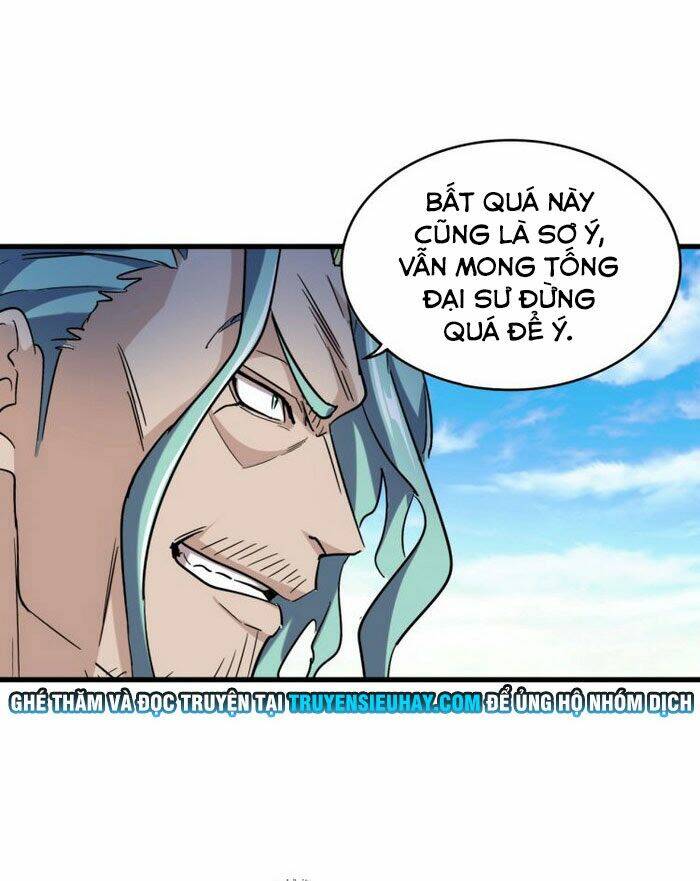 BẤT QUÁ NÀY
CŨNG LÀ SƠ Ý,
VẪN MONG TỐNG
ĐẠI SƯ ĐỪNG
QUÁ ĐỂ Ý.
GHÉ THĂM VÀ ĐỌC TRUYỆN TẠI TRUYENSIEUHAY.COM ĐỂ ỦNG HỘ NHÓM DỊCH